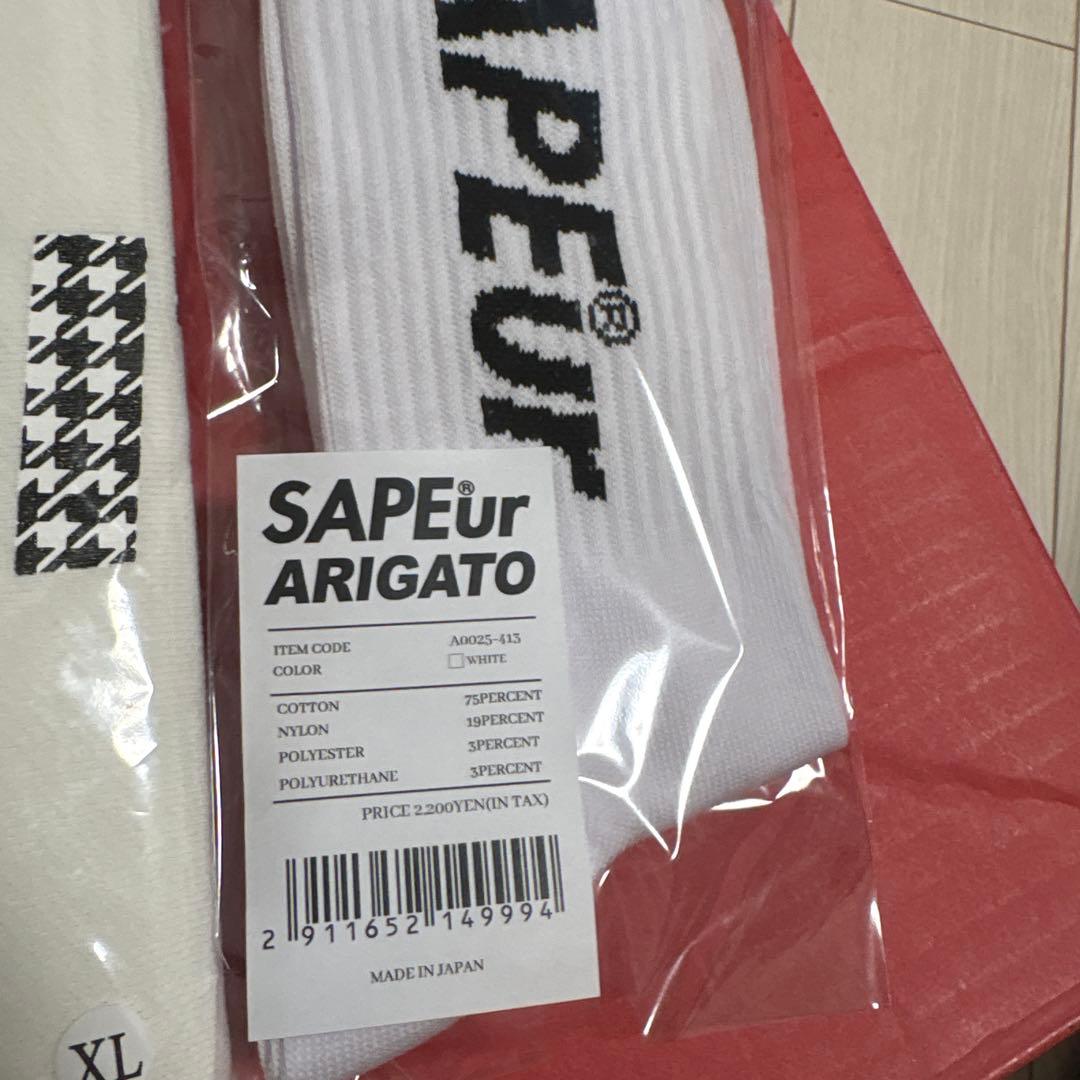 APEur®
SAPEur®
ARIGATO
ITEM CODE A0025-413
COLOR □WHITE
COTTON 75PERCENT
NYLON 19PERCENT
POLYESTER 3PERCENT
POLYURETHANE 3PERCENT
PRICE 2.200YEN(IN TAX)
2 911652 149994
MADE IN JAPAN
XL